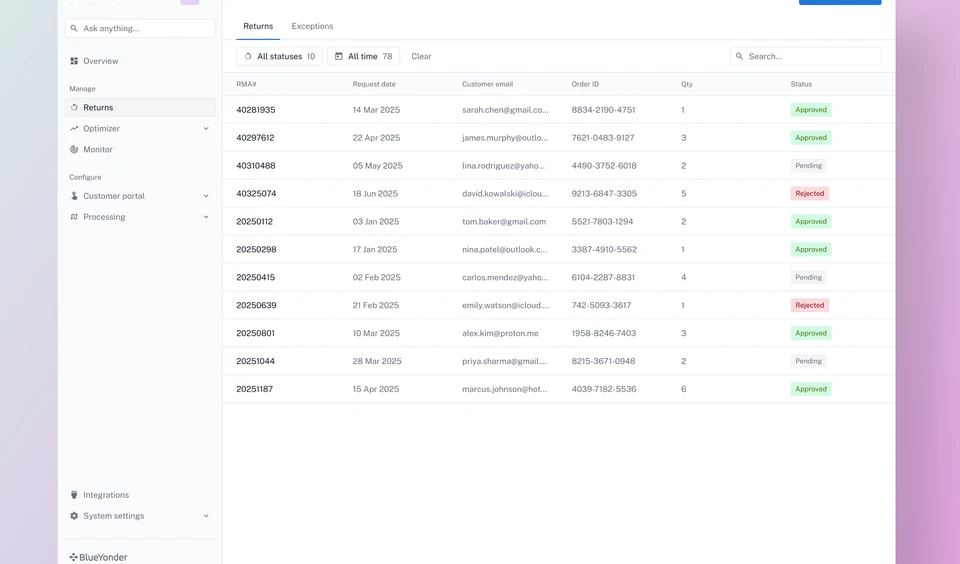 Ask anything...
Overview
Manage
Returns
Optimizer
Monitor
Configure
Customer portal
Processing
Integrations
System settings
BlueYonder
Returns Exceptions
All statuses 10 All time 78 Clear Search...
RMA# Request date Customer email Order ID Qty Status
40281935 14 Mar 2025 sarah.chen@gmail.co... 8834-2190-4751 1 Approved
40297612 22 Apr 2025 james.murphy@outlo... 7621-0483-9127 3 Approved
40310488 05 May 2025 lina.rodriguez@yaho... 4490-3752-6018 2 Pending
40325074 18 Jun 2025 david.kowalski@iclou... 9213-6847-3305 5 Rejected
20250112 03 Jan 2025 tom.baker@gmail.com 5521-7803-1294 2 Approved
20250298 17 Jan 2025 nina.patel@outlook.c... 3387-4910-5562 1 Approved
20250415 02 Feb 2025 carlos.mendez@yaho... 6104-2287-8831 4 Pending
20250639 21 Feb 2025 emily.watson@icloud.... 742-5093-3617 1 Rejected
20250801 10 Mar 2025 alex.kim@proton.me 1958-8246-7403 3 Approved
20251044 28 Mar 2025 priya.sharma@gmail.... 8215-3671-0948 2 Pending
20251187 15 Apr 2025 marcus.johnson@hot... 4039-7182-5536 6 Approved